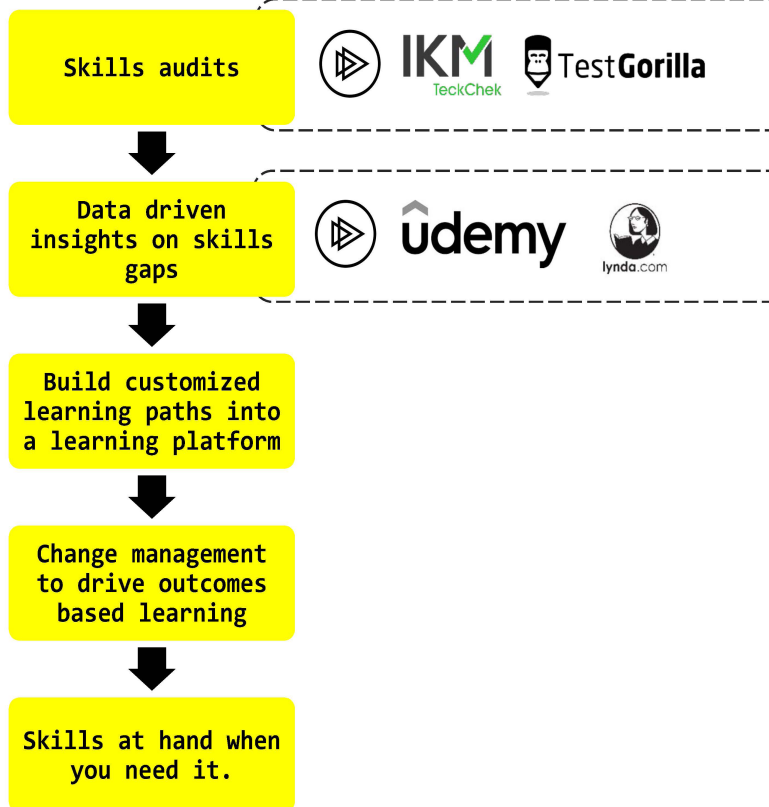 Skills audits
IKM
TeckChek
TestGorilla
Data driven
insights on skills
gaps
ûdemy
lynda.com
Build customized
learning paths into
a learning platform
Change management
to drive outcomes
based learning
Skills at hand when
you need it.